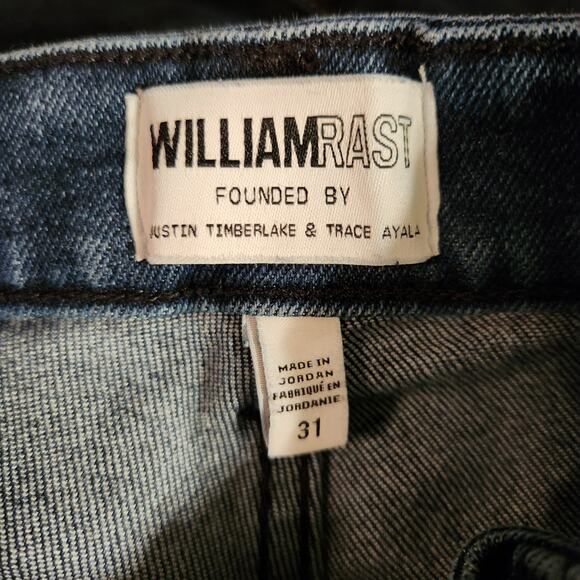 WILLIAMRAST
FOUNDED BY
JUSTIN TIMBERLAKE & TRACE AYALA
MADE IN
JORDAN
FABRIQUÉ EN
JORDANIE
31